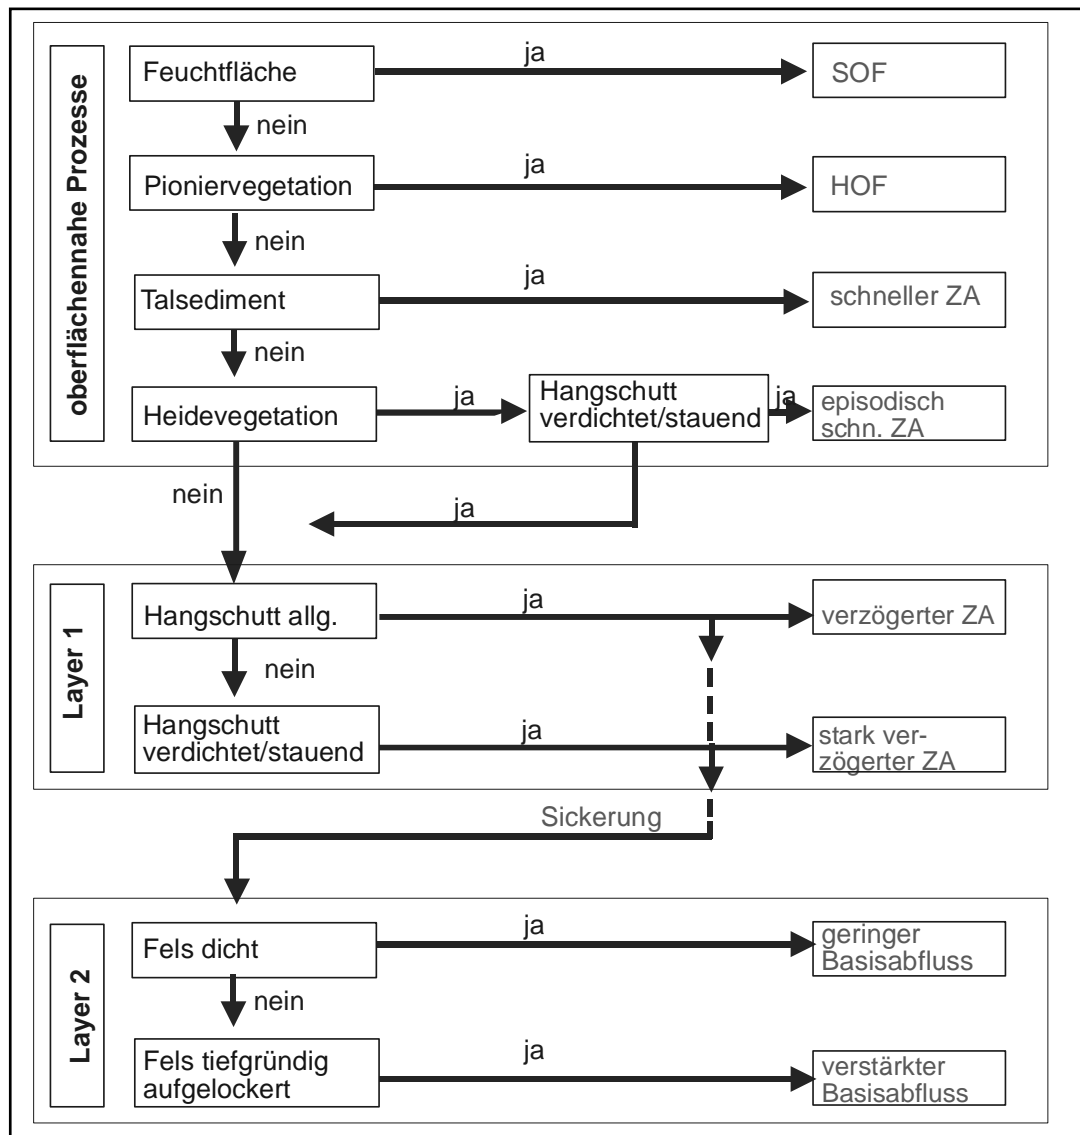 oberflächennahe Prozesse
Feuchtfläche
ja
SOF
nein
Pioniervegetation
ja
HOF
nein
Talsediment
ja
schneller ZA
nein
Heidevegetation
ja
Hangschutt
verdichtet/stauend
ja
episodisch
schn. ZA
nein
ja
Layer 1
Hangschutt allg.
ja
verzögerter ZA
nein
Hangschutt
verdichtet/stauend
ja
stark ver-
zögerter ZA
Sickerung
Layer 2
Fels dicht
ja
geringer
Basisabfluss
nein
Fels tiefgründig
aufgelockert
ja
verstärkter
Basisabfluss